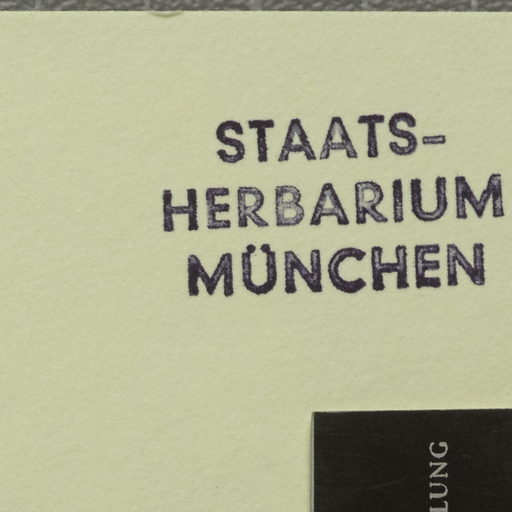 STAATS-
HERBARIUM
MÜNCHEN
LUNG